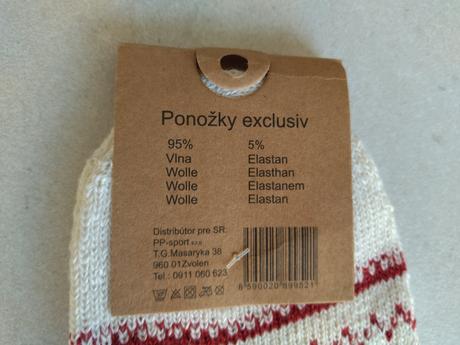 Ponožky exclusiv
95% 5%
Vlna Elastan
Wolle Elasthan
Wolle Elastanem
Wolle Elastan
Distribútor pre SR:
PP-sport s.r.o
T.G.Masaryka 38
960 01Zvolen
Tel.: 0911 060 623
8590020899521